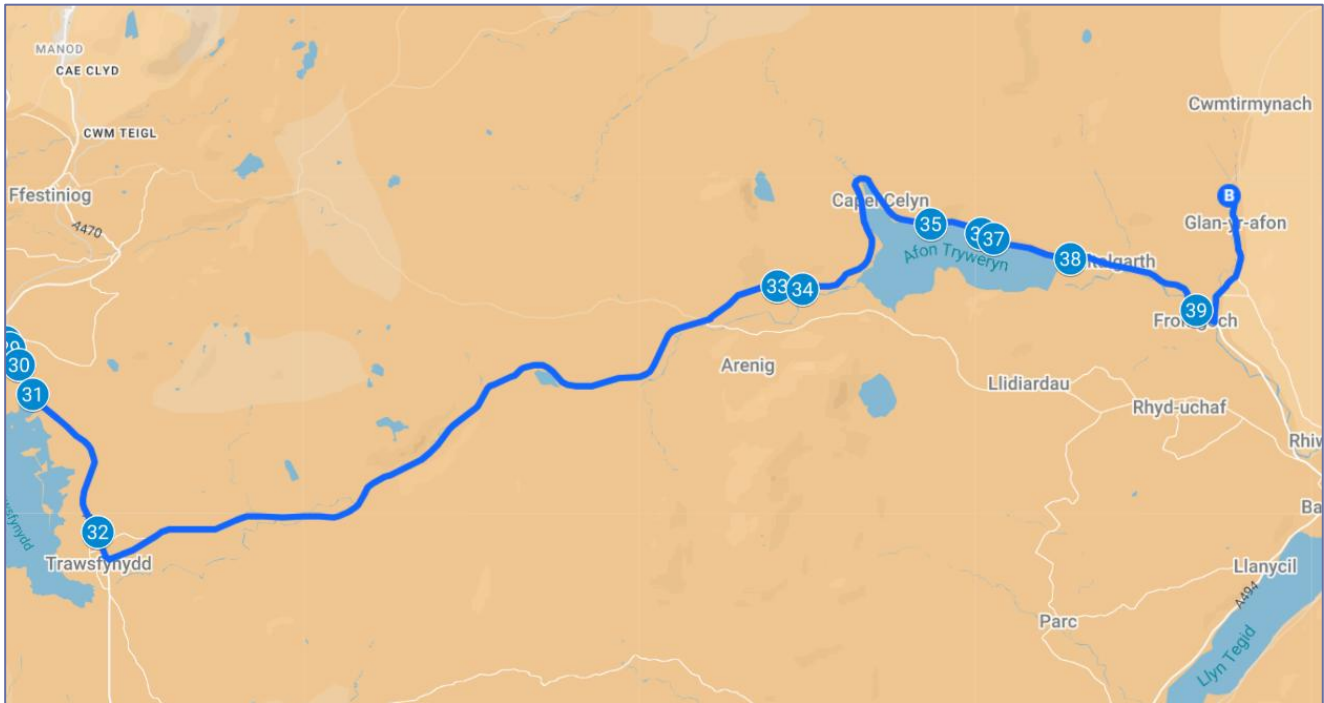 MANOD
CAE CLYD
Cwmtirmynach
CWM TEIGL
Ffestiniog
B
Capel Celyn
A470
35
Glan-yr-afon
37
Afon Tryweryn
38
33
34
39
30
Arenig
31
Llidiardau
Rhyd-uchaf
32
Trawsfynydd
Llanycil
A494
Parc
Llyn Tegid